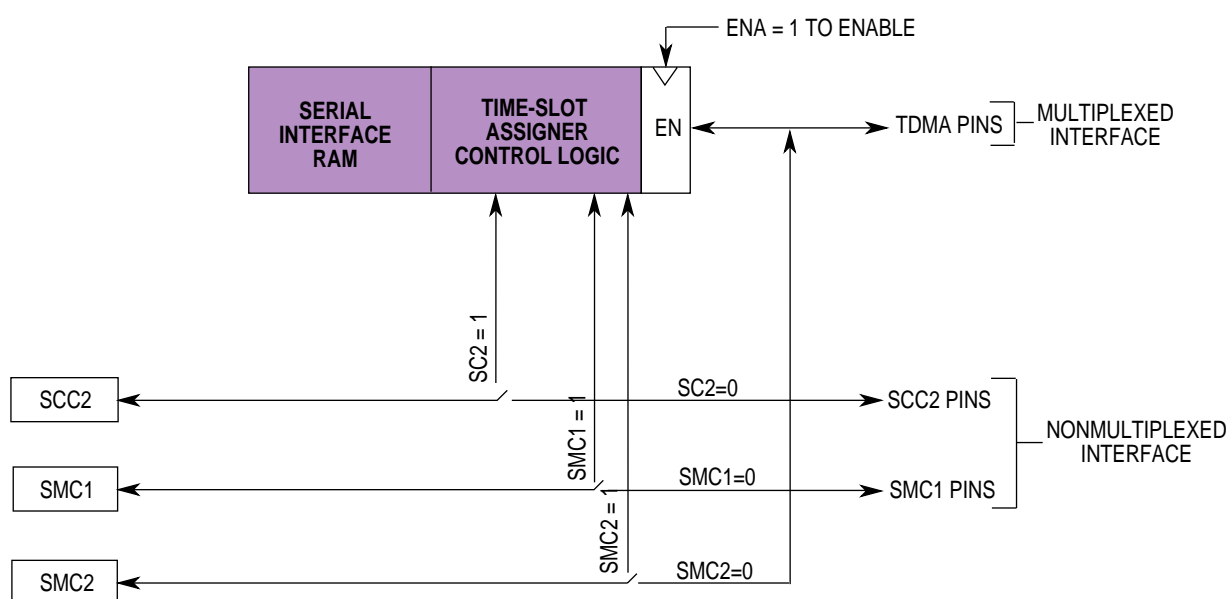 ENA = 1 TO ENABLE
SERIAL
INTERFACE
RAM
TIME-SLOT
ASSIGNER
CONTROL LOGIC
EN
TDMA PINS
MULTIPLEXED
INTERFACE
SC2 = 1
SCC2
SC2=0
SCC2 PINS
SMC1 = 1
NONMULTIPLEXED
INTERFACE
SMC1
SMC1=0
SMC1 PINS
SMC2 = 1
SMC2
SMC2=0